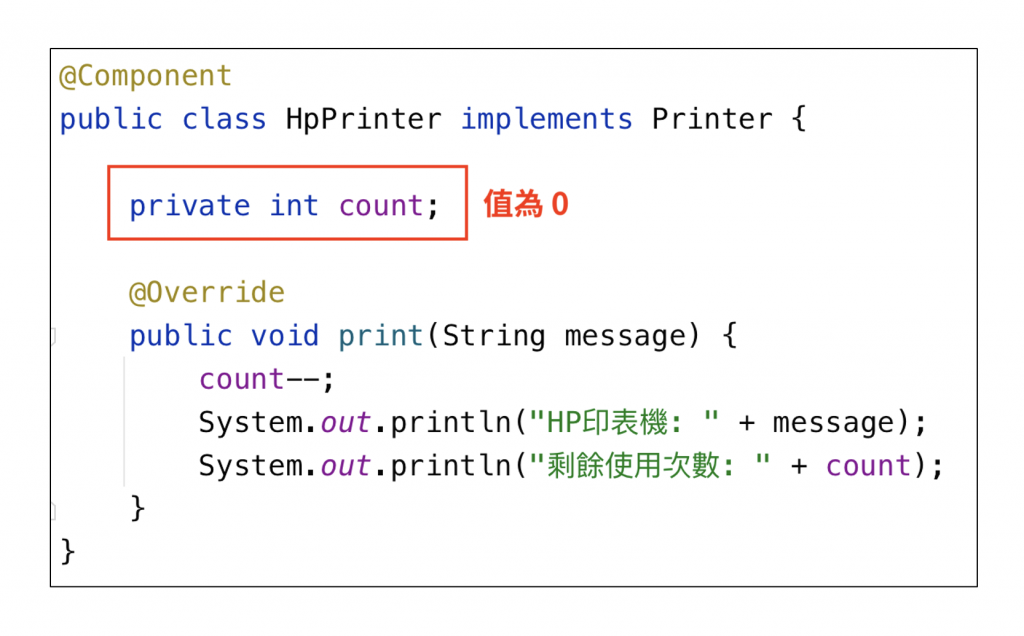 @Component
public class HpPrinter implements Printer {
private int count; 值為 0
@Override
public void print(String message) {
count--;
System.out.println("HP印表機: " + message);
System.out.println("剩餘使用次數: " + count);
}
}